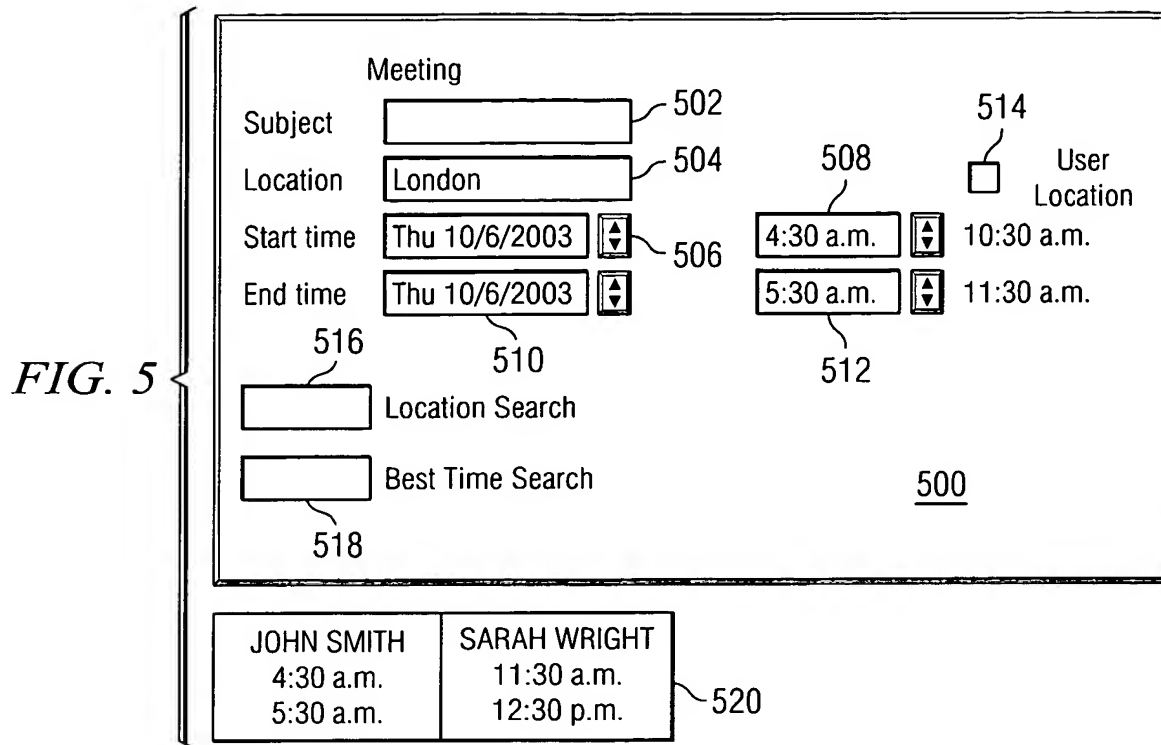 Meeting
Subject 502
514
Location London 504 508 User Location
Start time Thu 10/6/2003 506 4:30 a.m. 10:30 a.m.
End time Thu 10/6/2003 5:30 a.m. 11:30 a.m.
510 512
516
FIG. 5
Location Search
Best Time Search
500
518
JOHN SMITH SARAH WRIGHT
4:30 a.m. 11:30 a.m.
5:30 a.m. 12:30 p.m.
520